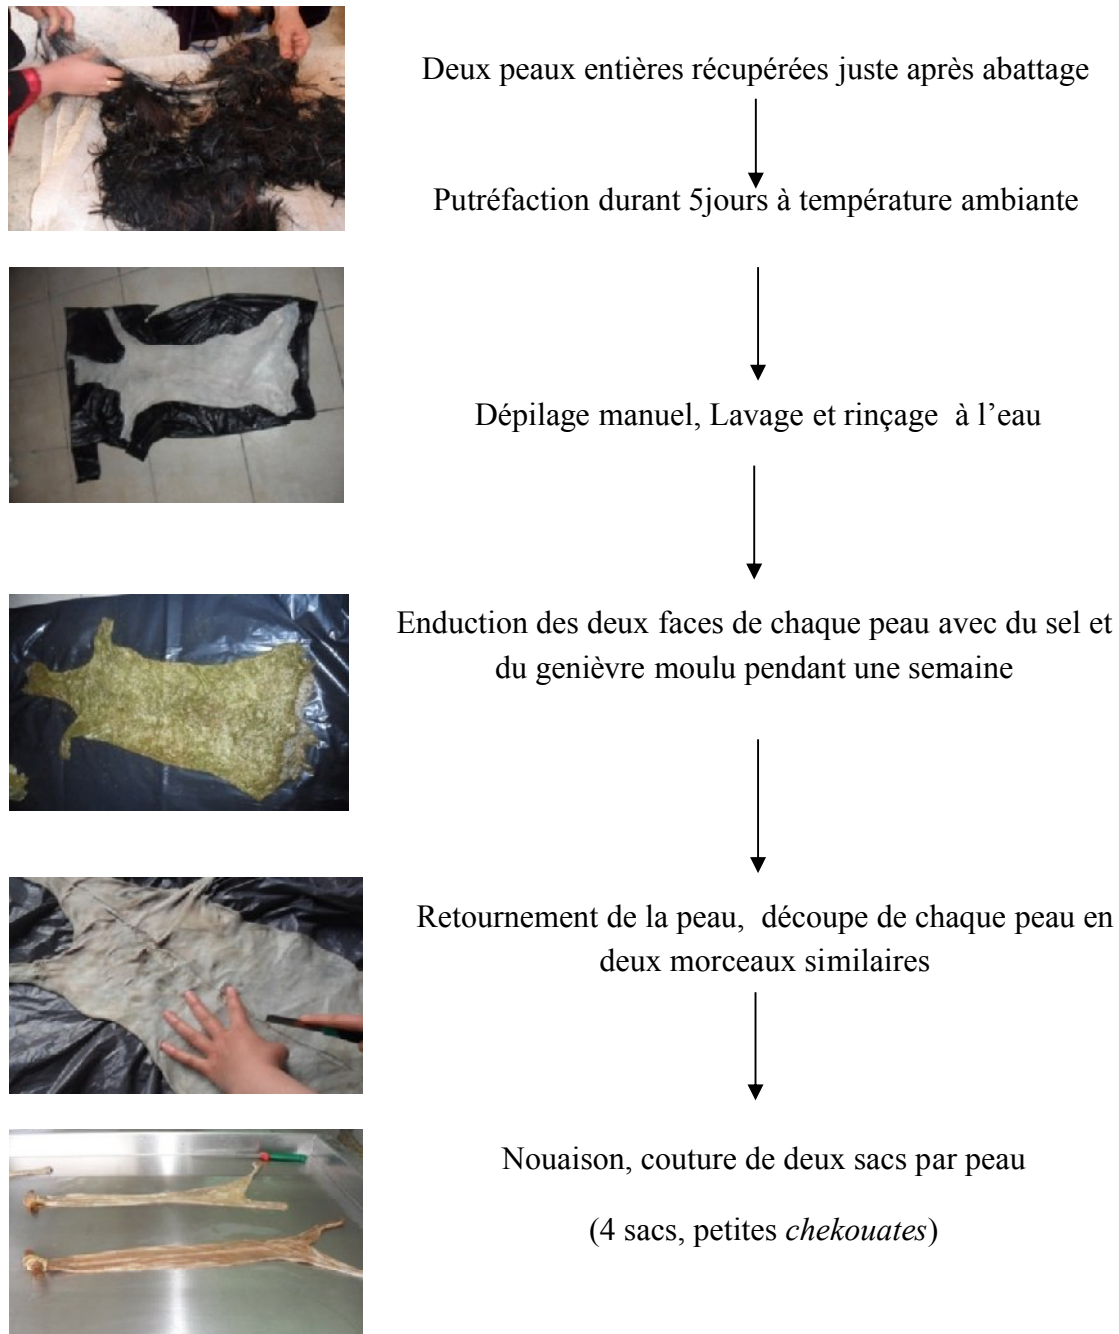 Deux peaux entières récupérées juste après abattage
Putréfaction durant 5jours à température ambiante
Dépilage manuel, Lavage et rinçage à l’eau
Enduction des deux faces de chaque peau avec du sel et
du genièvre moulu pendant une semaine
Retournement de la peau, découpe de chaque peau en
deux morceaux similaires
Nouaison, couture de deux sacs par peau
(4 sacs, petites chekouates)